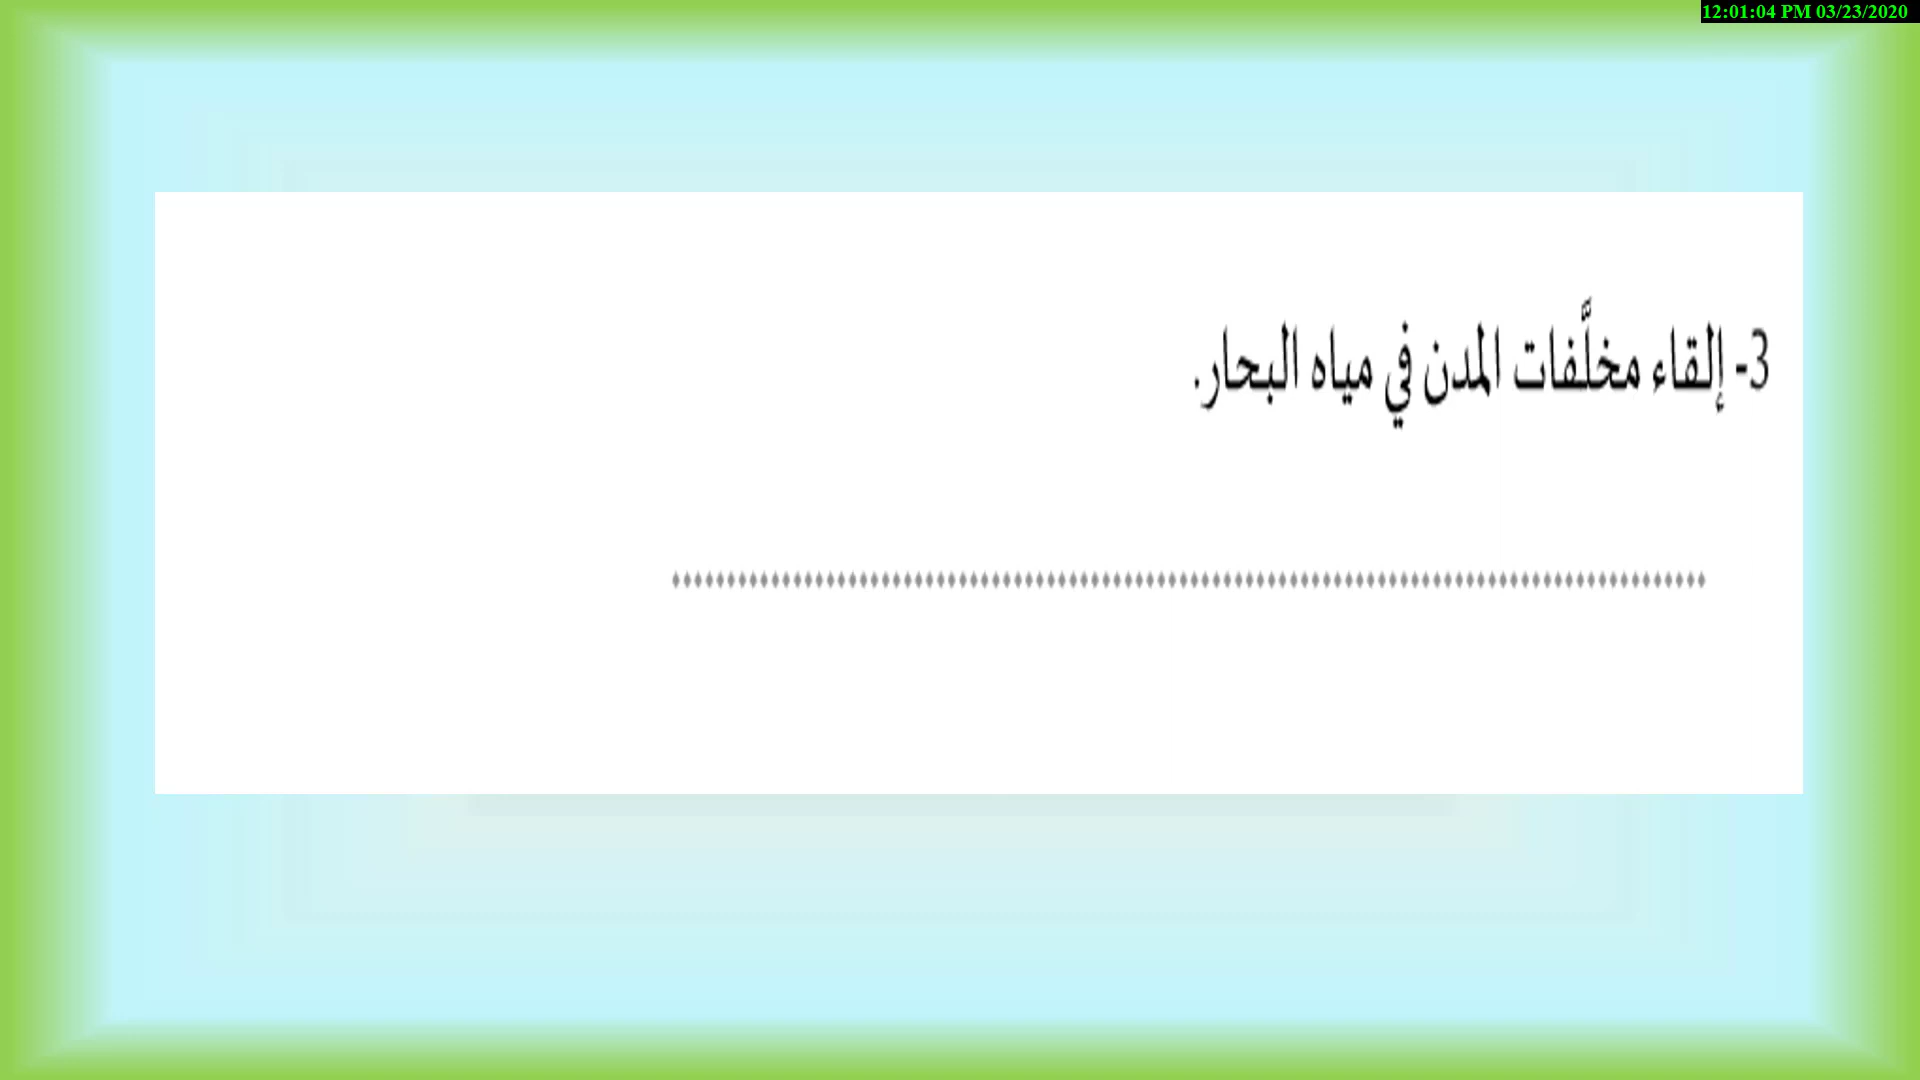 12:01:04 PM 03/23/2020
3- إلقاء مخلَّفات المدن في مياه البحار.